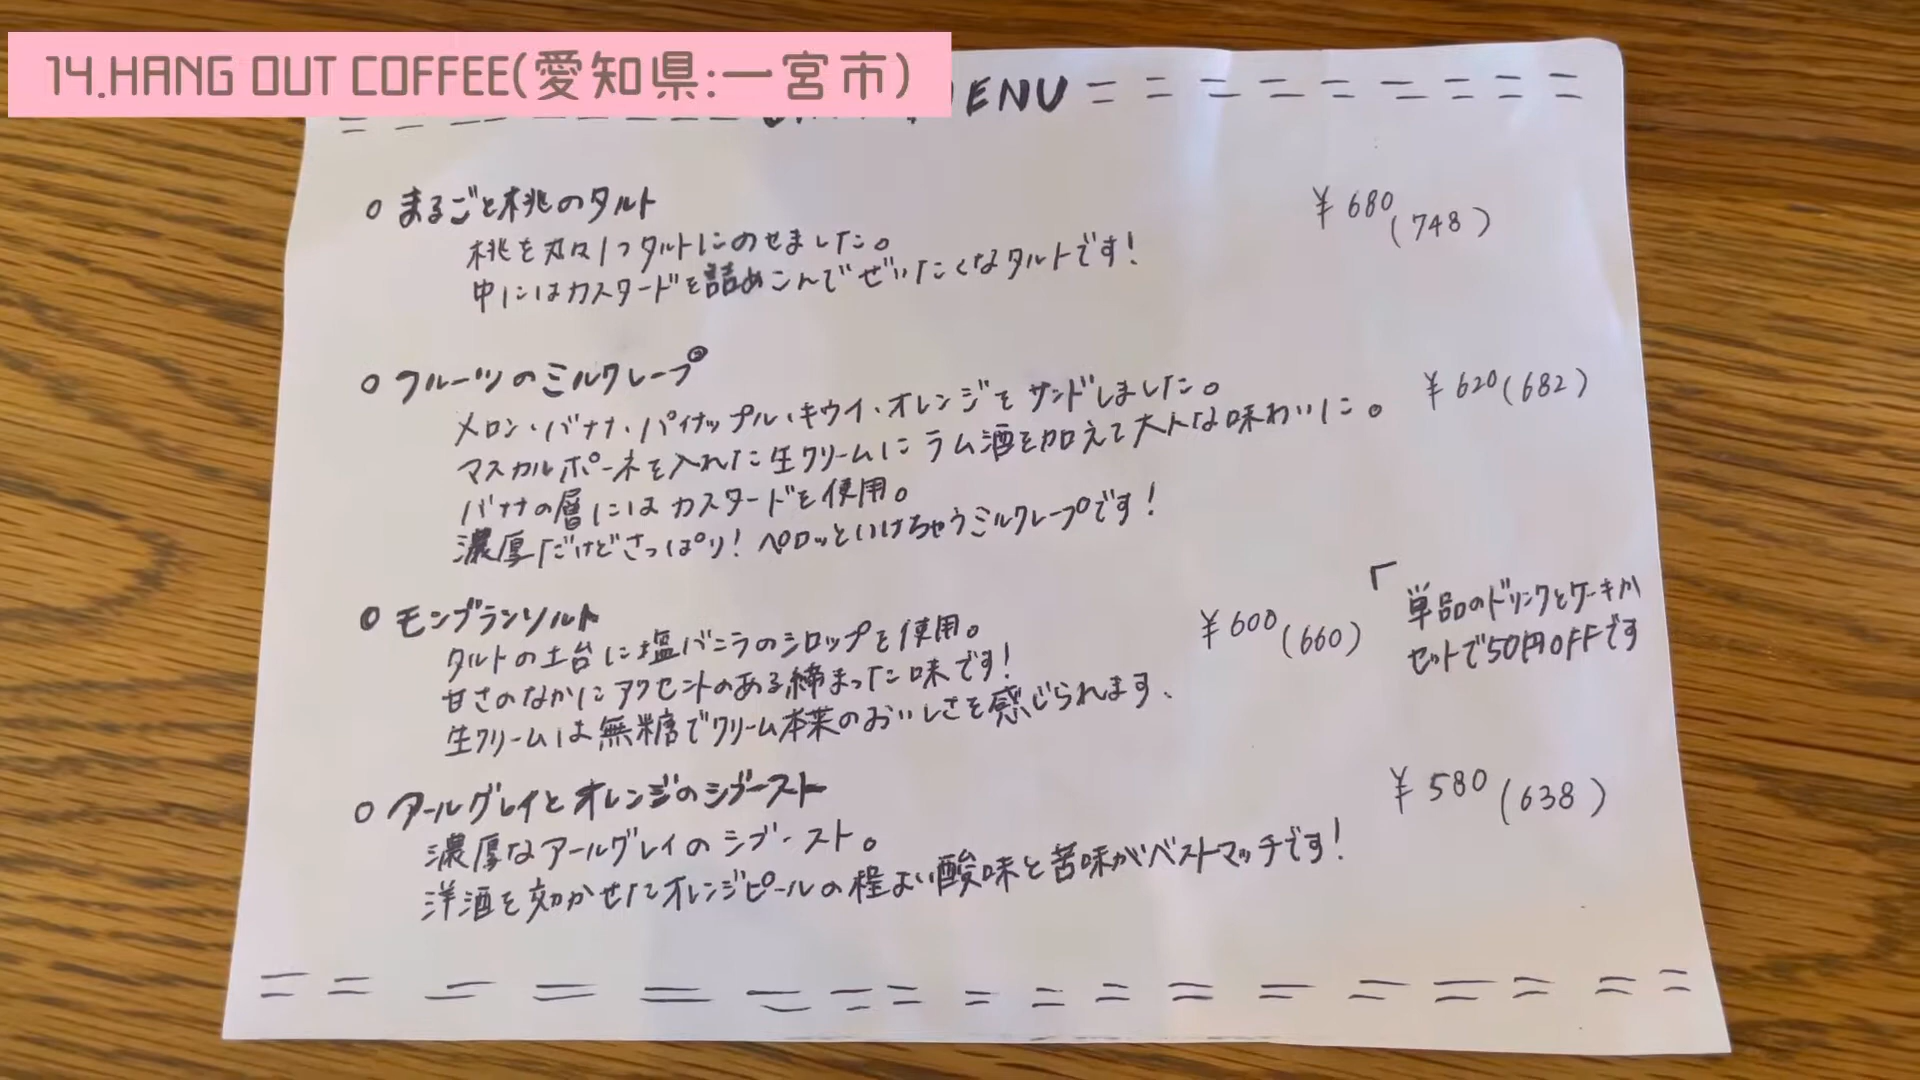 14.HANG OUT COFFEE(愛知県:一宮市)
MENU
まるごと桃のタルト ¥680(748)
桃を丸々1つタルトにのせました。
中にはカスタードを詰めこんでぜいたくなタルトです!
フルーツのミルクレープ ¥620(682)
メロン・バナナ・パイナップル・キウイ・オレンジをサンドしました。
マスカルポーネを入れた生クリームにラム酒を加えて大人な味わいに。
バナナの層にはカスタードを使用。
濃厚だけどさっぱり!ペロッといけちゃうミルクレープです!
モンブランソルト ¥600(660)
タルトの土台に塩バニラのシロップを使用。
甘さのなかにアクセントのある締まった味です!
生クリームは無糖でクリーム本来のおいしさを感じられます、
「単品のドリンクとケーキが
セットで50円OFFです
アールグレイとオレンジのシブースト ¥580(638)
濃厚なアールグレイのシブースト。
洋酒を効かせたオレンジピールの程よい酸味と苦味がベストマッチです!